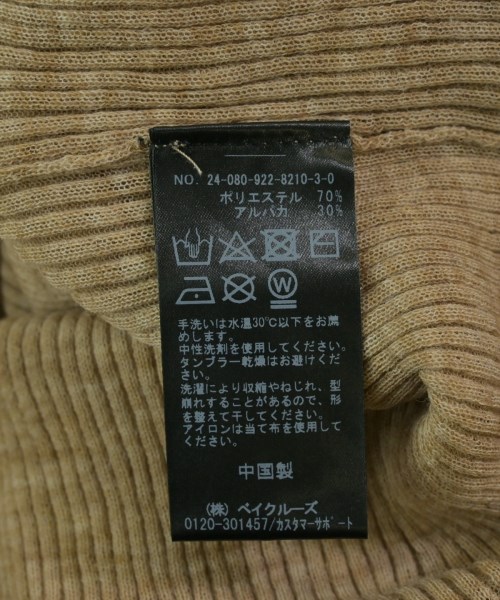 NO. 24-080-922-8210-3-0
ポリエステル 70%
アルパカ 30%
W
手洗いは水温30℃以下をお薦
めします。
中性洗剤を使用してください。
タンブラー乾燥はお避けくだ
さい。
洗濯により収縮やねじれ、型
崩れすることがあるので、形
を整えて干してください。
アイロンは当て布を使用して
ください。
中国製
(株) ベイクルーズ
0120-301457/カスタマーサポート